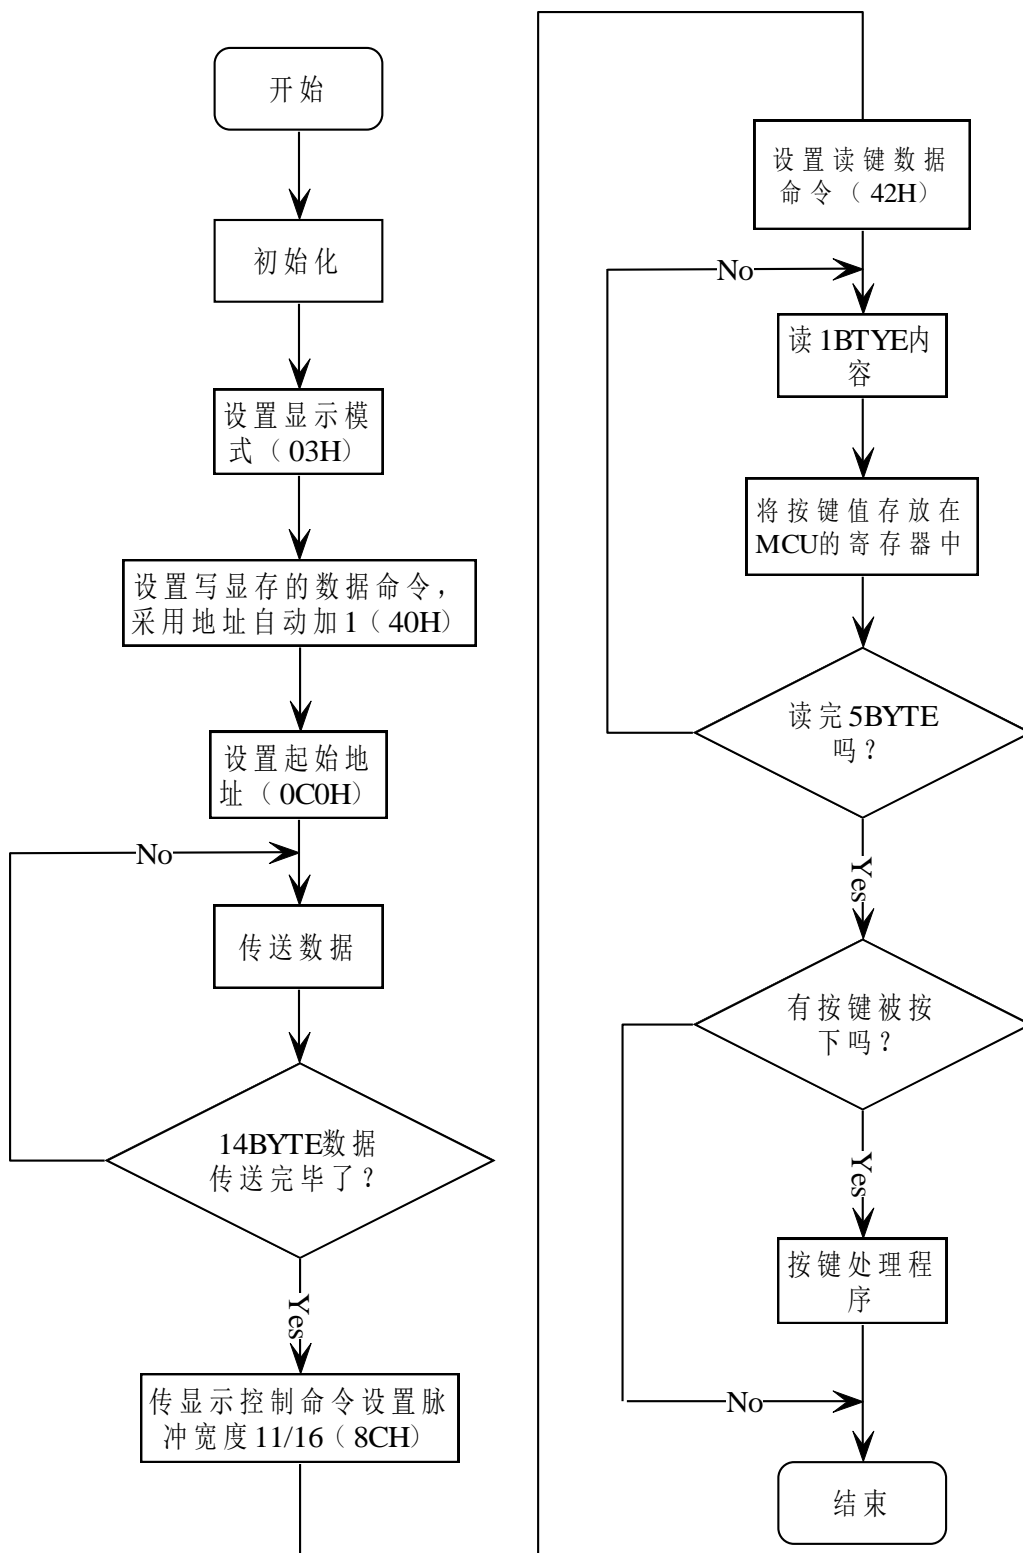 开始
初始化
设置显示模
式（03H）
设置写显存的数据命令，
采用地址自动加1（40H）
设置起始地
址（0C0H）
No
传送数据
14BYTE数据
传送完毕了？
Yes
传显示控制命令设置脉
冲宽度11/16（8CH）
设置读键数据
命令（42H）
No
读1BTYE内
容
将按键值存放在
MCU的寄存器中
读完5BYTE
吗？
Yes
有按键被按
下吗？
Yes
按键处理程
序
No
结束